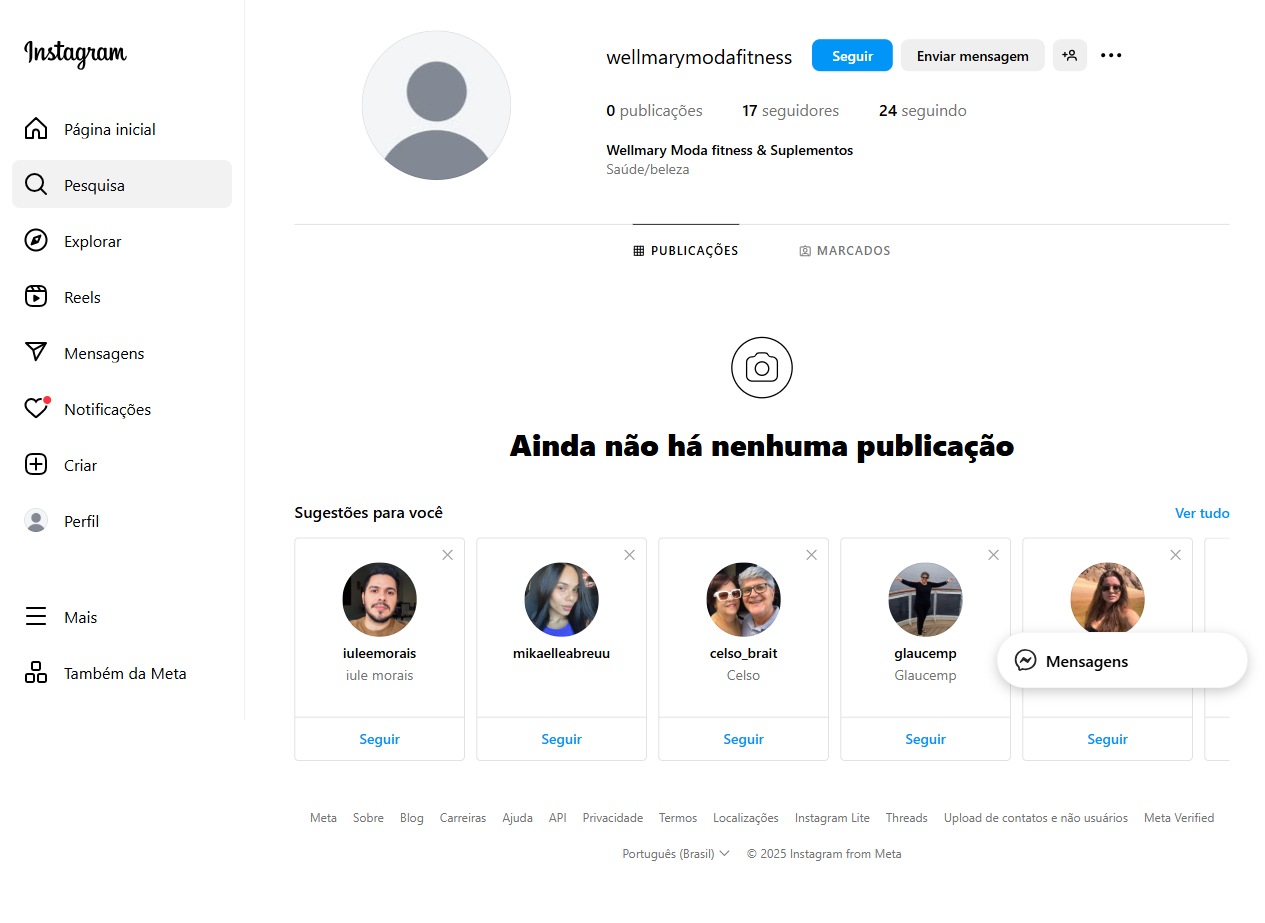 Instagram
Página inicial
Pesquisa
Explorar
Reels
Mensagens
Notificações
Criar
Perfil
Mais
Também da Meta
wellmarymodafitness Seguir Enviar mensagem
0 publicações 17 seguidores 24 seguindo
Wellmary Moda fitness & Suplementos
Saúde/beleza
PUBLICAÇÕES MARCADOS
Ainda não há nenhuma publicação
Sugestões para você Ver tudo
iuleemorais mikaelleabreuu celso_brait glaucemp
iule morais Celso Glaucemp
Mensagens
Seguir Seguir Seguir Seguir Seguir
Meta Sobre Blog Carreiras Ajuda API Privacidade Termos Localizações Instagram Lite Threads Upload de contatos e não usuários Meta Verified
Português (Brasil) © 2025 Instagram from Meta